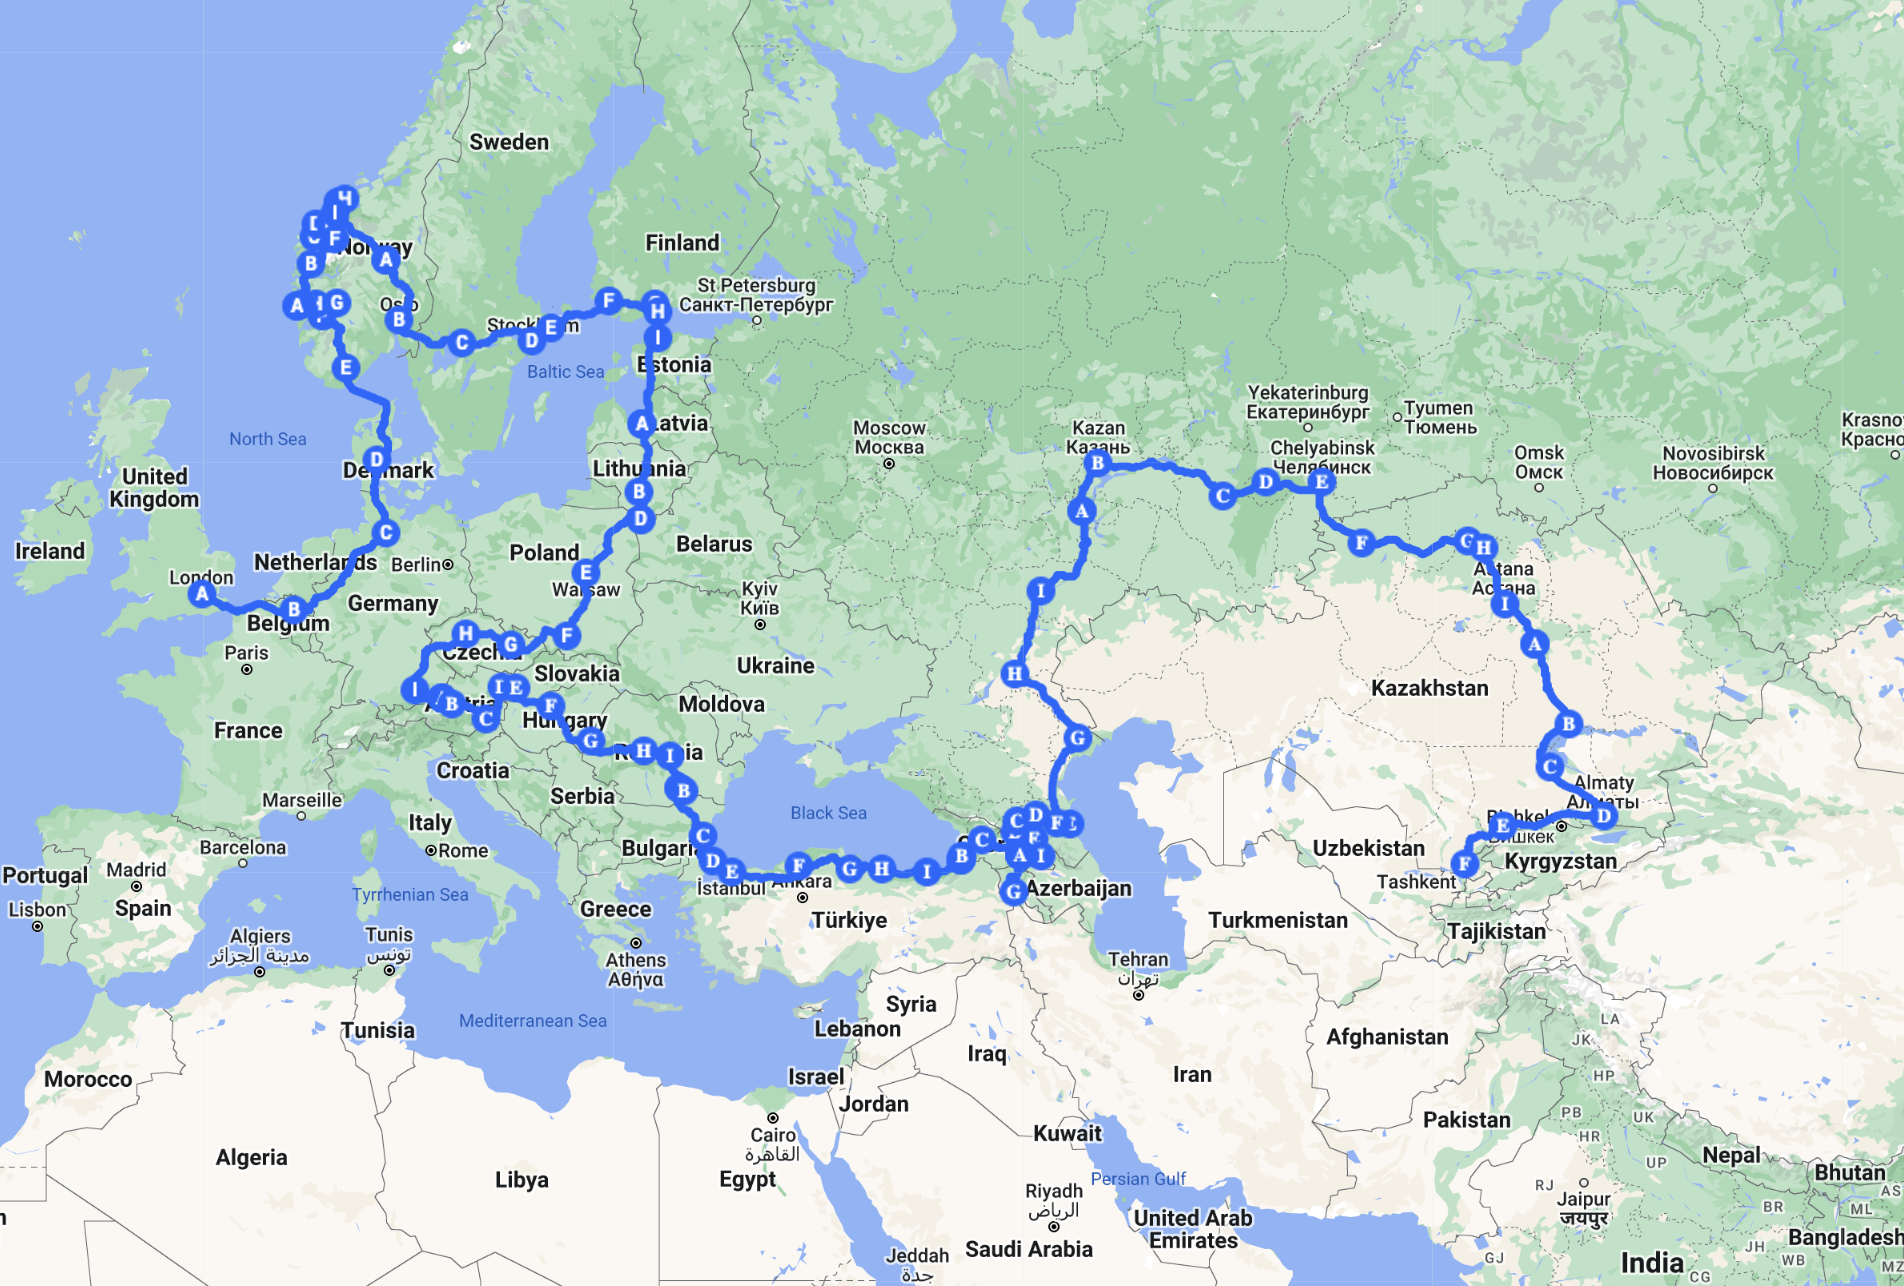 Sweden
Finland
St Petersburg
Санкт-Петербург
Norway
Estonia
Baltic Sea
Latvia
Lithuania
North Sea
Denmark
United
Kingdom
Ireland
London
Netherlands
Berlin
Belgium
Germany
Poland
Warsaw
Belarus
Paris
Czechia
Slovakia
Kyiv
Київ
Ukraine
Moldova
France
Hungary
Croatia
Serbia
Marseille
Italy
Rome
Barcelona
Portugal
Madrid
Spain
Lisbon
Tyrrhenian Sea
Black Sea
İstanbul
Ankara
Türkiye
Greece
Athens
Αθήνα
Algiers
مدينة الجزائر
Tunis
تونس
Mediterranean Sea
Tunisia
Morocco
Algeria
Libya
Egypt
Cairo
القاهرة
Syria
Lebanon
Israel
Jordan
Iraq
Kuwait
Persian Gulf
Riyadh
الرياض
Saudi Arabia
Jeddah
جدة
United Arab
Emirates
Iran
Tehran
تهران
Azerbaijan
Moscow
Москва
Kazan
Казань
Yekaterinburg
Екатеринбург
Tyumen
Тюмень
Chelyabinsk
Челябинск
Omsk
Омск
Novosibirsk
Новосибирск
Krasno
Красно
Astana
Астана
Kazakhstan
Almaty
Алматы
Bishkek
Бишкек
Kyrgyzstan
Uzbekistan
Tashkent
Turkmenistan
Tajikistan
Afghanistan
Pakistan
LA
JK
HP
PB
UK
HR
UP
RJ
Jaipur
जयपुर
Nepal
Bhutan
AS
BR
ML
JH
WB
GJ
CG
India
Bangladesh
A
B
C
D
E
F
G
H
I